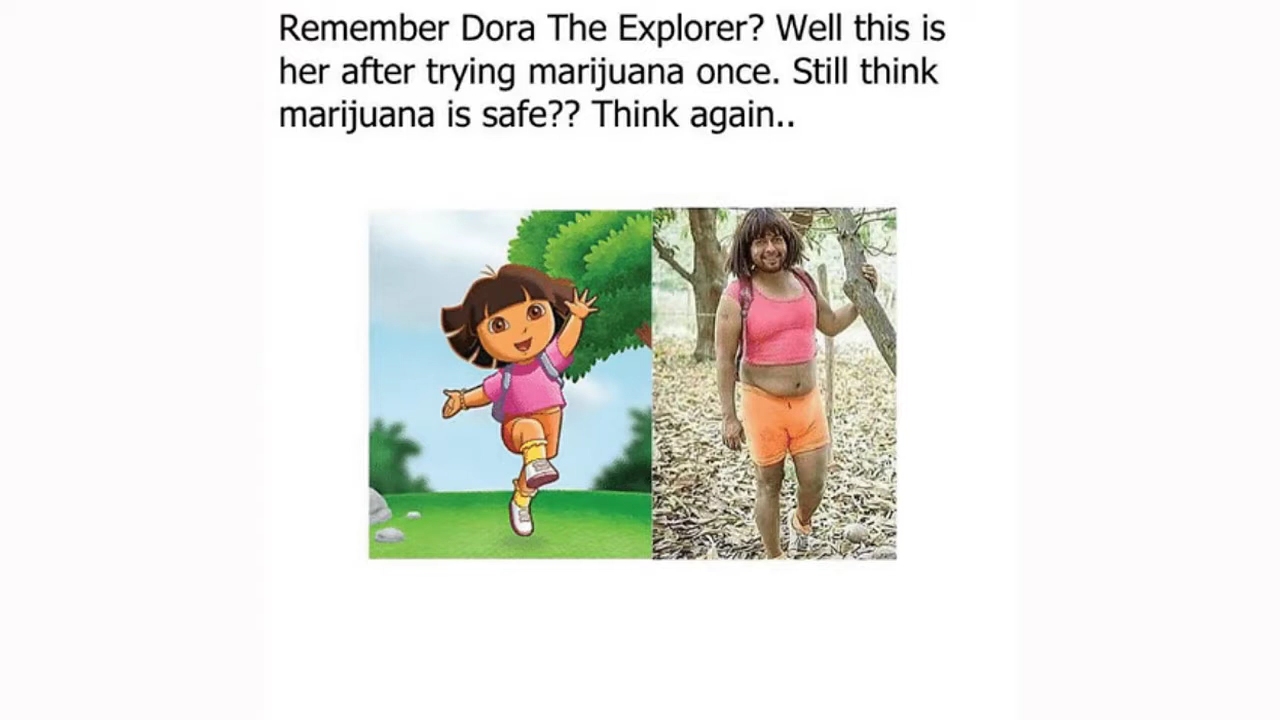 Remember Dora The Explorer? Well this is
her after trying marijuana once. Still think
marijuana is safe?? Think again..